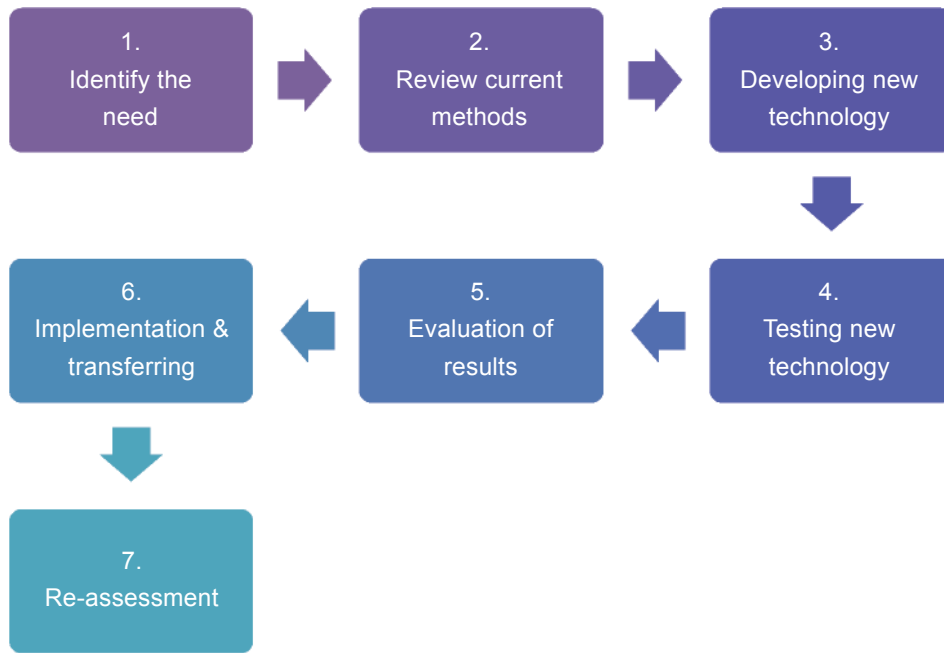 1.
Identify the
need
2.
Review current
methods
3.
Developing new
technology
4.
Testing new
technology
5.
Evaluation of
results
6.
Implementation &
transferring
7.
Re-assessment